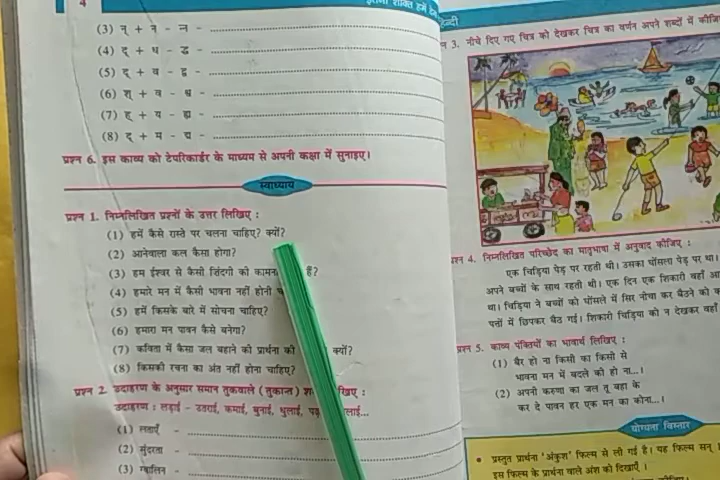 4
(3) न् + न - न्न -
(4) द् + ध - द्ध -
(5) द् + व - द्व -
(6) श् + व - श्व -
(7) ह् + य - ह्य -
(8) द् + म - द्म -
प्रश्न 6. इस काव्य को टेपरिकार्डर के माध्यम से अपनी कक्षा में सुनाइए।
स्वाध्याय
प्रश्न 1. निम्नलिखित प्रश्नों के उत्तर लिखिए :
(1) हमें कैसे रास्ते पर चलना चाहिए? क्यों?
(2) आनेवाला कल कैसा होगा?
(3) हम ईश्वर से कैसी जिंदगी को हैं?
(4) हमारे मन में कैसी भावना नहीं होनी
(5) हमें किसके बारे में सोचना चाहिए?
(6) हमारा मन पावन कैसे बनेगा?
(7) कविता में कैसा जल बहाने की प्रार्थना की क्यों?
(8) किसकी रचना का अंत नहीं होना चाहिए?
प्रश्न 2. उदाहरण के अनुसार समान तुकवाले (तुकान्त)
उदाहरण : लड़ाई - उतराई, कमाई, बुनाई, धुलाई,
(1) लताएँ -
(2) सुंदरता -
(3) ग्वालिन -
हिन्दी
3. नीचे दिए गए चित्र को देखकर चित्र का वर्णन अपने शब्दों में
4. निम्नलिखित परिच्छेद का मातृभाषा में अनुवाद कीजिए :
एक चिड़िया पेड़ पर रहती थी। उसका घोंसला पेड़ पर था।
अपने बच्चों के साथ रहती थी। एक दिन एक शिकारी वहाँ
था। चिड़िया ने बच्चों को घोंसले में सिर नीचा कर बैठने को
पत्तों में छिपकर बैठ गई। शिकारी चिड़िया को न देखकर वहाँ
प्रश्न 5. काव्य पंक्तियों का भावार्थ लिखिए :
(1) बैर हो ना किसी का किसी से
भावना मन में बदले की हो ना...।
(2) अपनी करुणा का जल तू बहा के
कर दे पावन हर एक मन का कोना...।
योग्यता विस्तार
• प्रस्तुत प्रार्थना 'अंकुश' फिल्म से ली गई है। यह फिल्म सन्
इस फिल्म के प्रार्थना वाले अंश को दिखाएँ ।